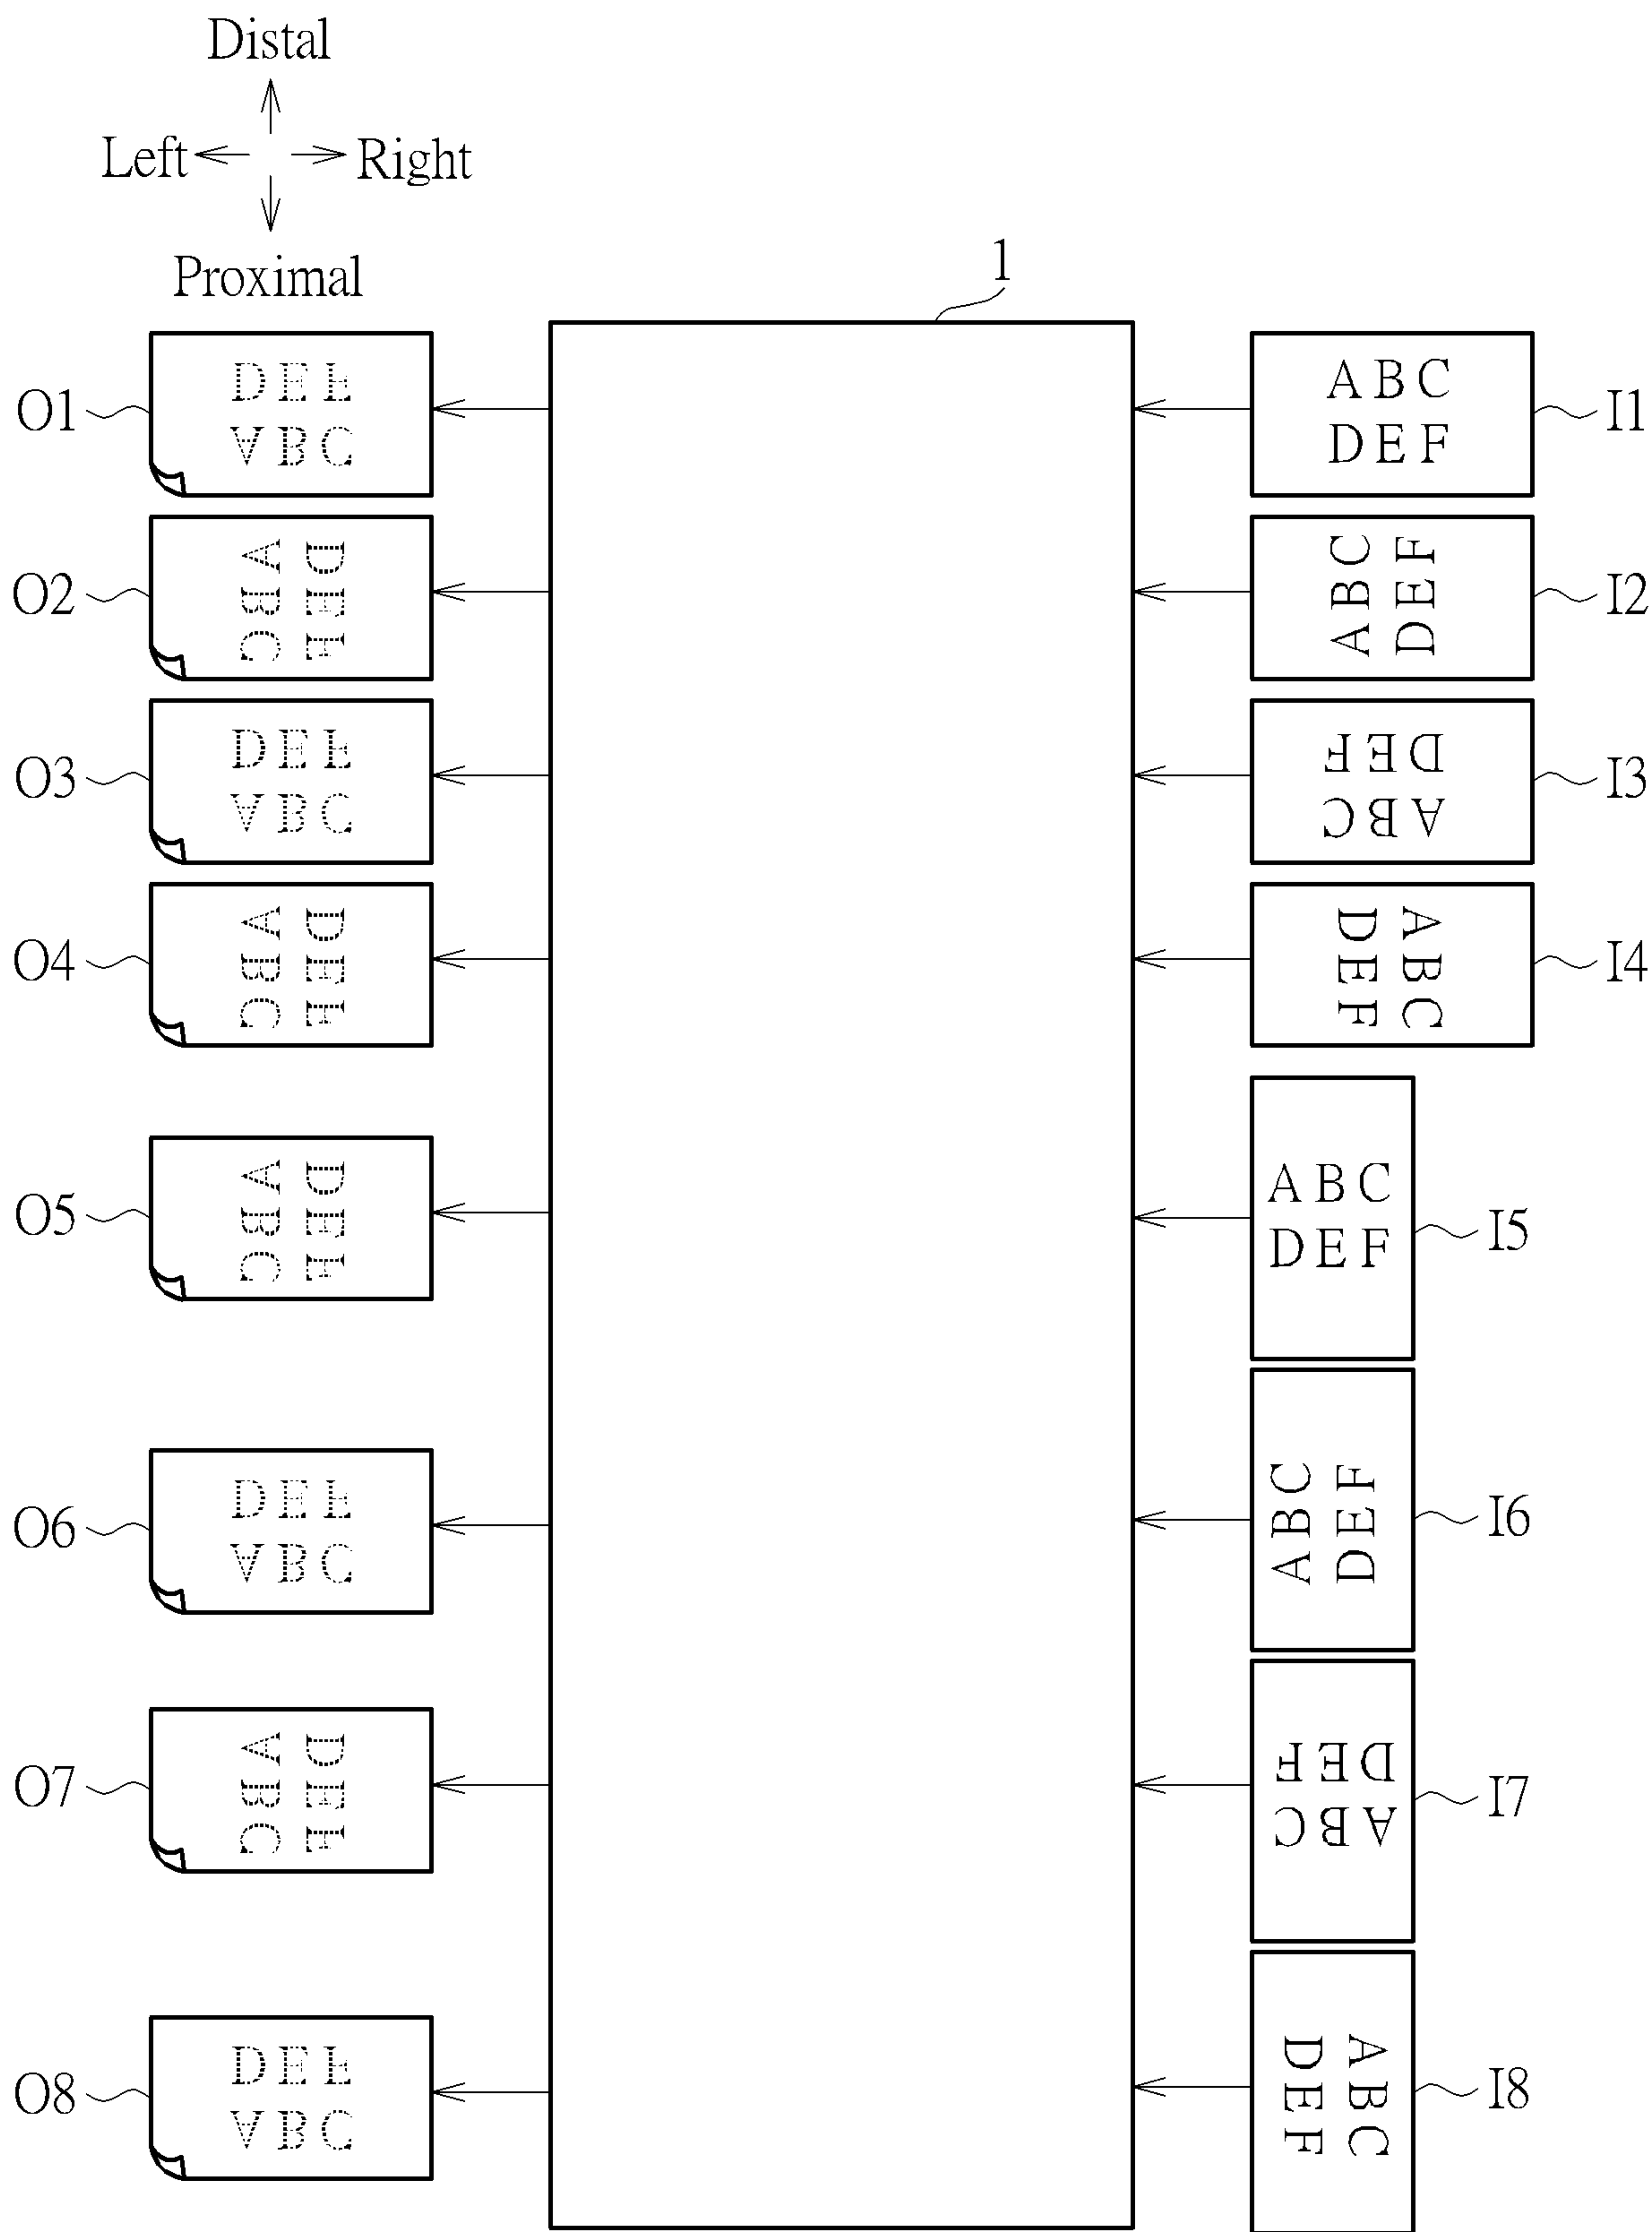 Distal
Left Right
Proximal
1
O1
DEF
ABC
ABC
DEF
I1
O2
ABC
DEF
ABC
DEF
I2
O3
DEF
ABC
ABC
DEF
I3
O4
ABC
DEF
ABC
DEF
I4
O5
ABC
DEF
ABC
DEF
I5
O6
DEF
ABC
ABC
DEF
I6
O7
ABC
DEF
ABC
DEF
I7
O8
DEF
ABC
ABC
DEF
I8